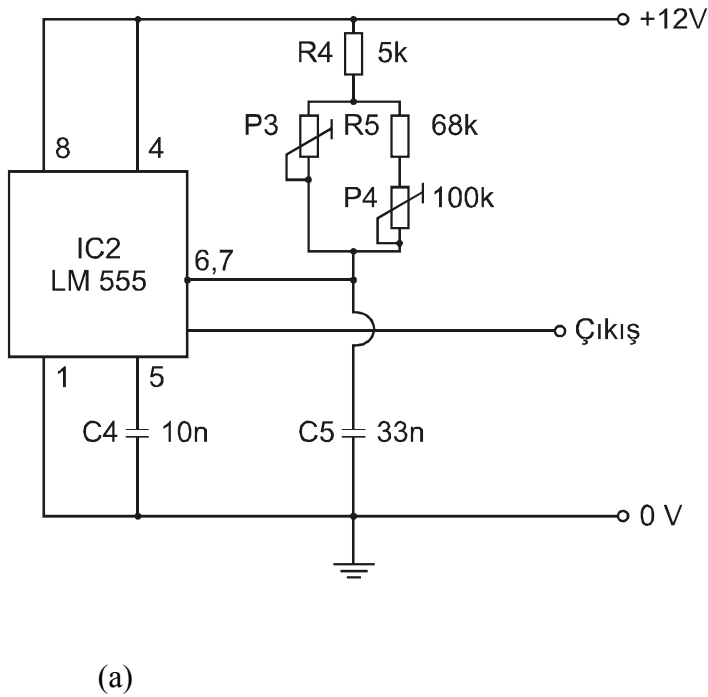 +12V
R4 5k
P3 R5 68k
8 4
P4 100k
IC2
LM 555
6,7
Çıkış
1 5
C4 10n C5 33n
0 V
(a)